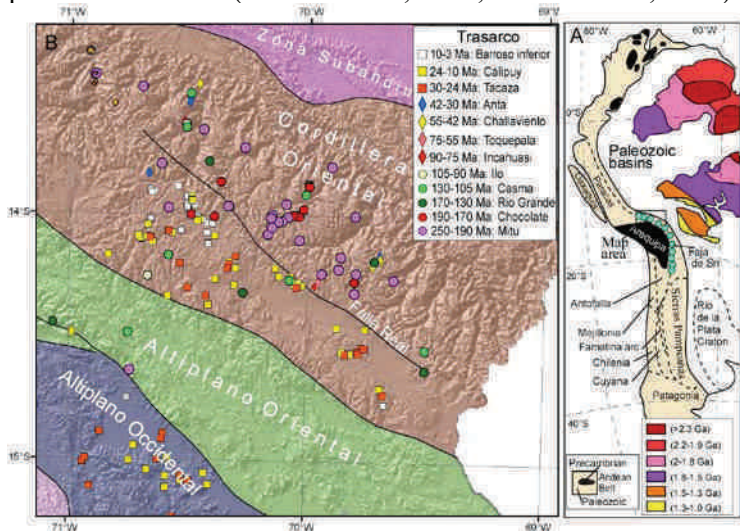 71°W
70°W
69°W
B
Zona Subandi
Cordillera
Oriental
Trasarco
10-3 Ma: Barroso inferior
24-10 Ma: Calipuy
30-24 Ma: Tacaza
42-30 Ma: Anta
55-42 Ma: Challaviento
75-55 Ma: Toquepala
90-75 Ma: Incahuasi
105-90 Ma: Ilo
130-105 Ma: Casma
170-130 Ma: Rio Grande
190-170 Ma: Chocolate
250-190 Ma: Mitu
14°S
Falla Real
Altiplano Oriental
Altiplano Occidental
15°S
71°W
70°W
69°W
A
80°W
60°W
0°S
Paleozoic
basins
Paracas
Arequipa
Map
area
Faja
de Sn
20°S
Antofalla
Mejillonia
Famatina arc
Chilenia
Cuyana
Sierras Pampeanas
Rio
de la
Plata
Craton
Patagonia
40°S
Precambrian
Andean
Belt
Paleozoic
(>2.3 Ga)
(2.2-1.9 Ga)
(2-1.8 Ga)
(1.8-1.5 Ga)
(1.5-1.3 Ga)
(1.3-1.0 Ga)